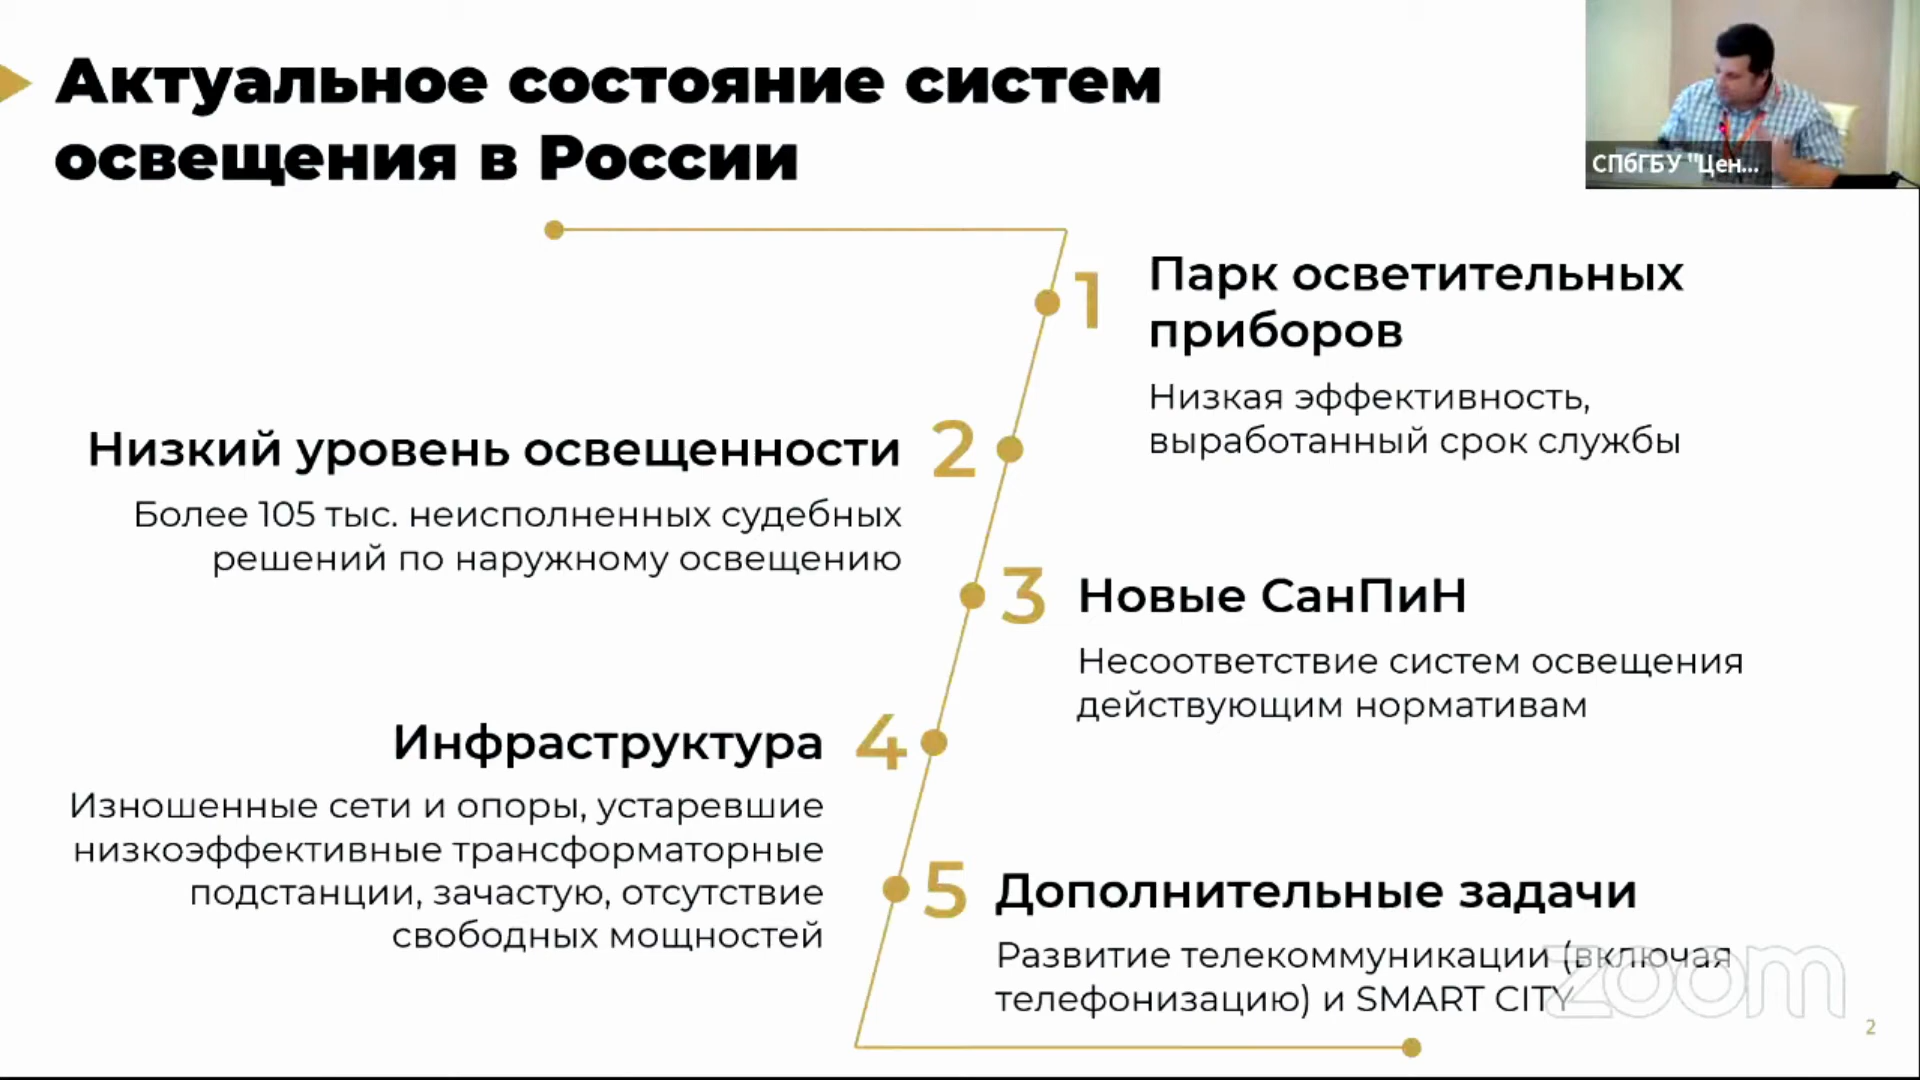 Актуальное состояние систем
освещения в России
СПбГБУ "Цен...
1
Парк осветительных
приборов
Низкая эффективность,
выработанный срок службы
2
Низкий уровень освещенности
Более 105 тыс. неисполненных судебных
решений по наружному освещению
3
Новые СанПиН
Несоответствие систем освещения
действующим нормативам
4
Инфраструктура
Изношенные сети и опоры, устаревшие
низкоэффективные трансформаторные
подстанции, зачастую, отсутствие
свободных мощностей
5
Дополнительные задачи
Развитие телекоммуникации (включая
телефонизацию) и SMART CITY
zoom
2